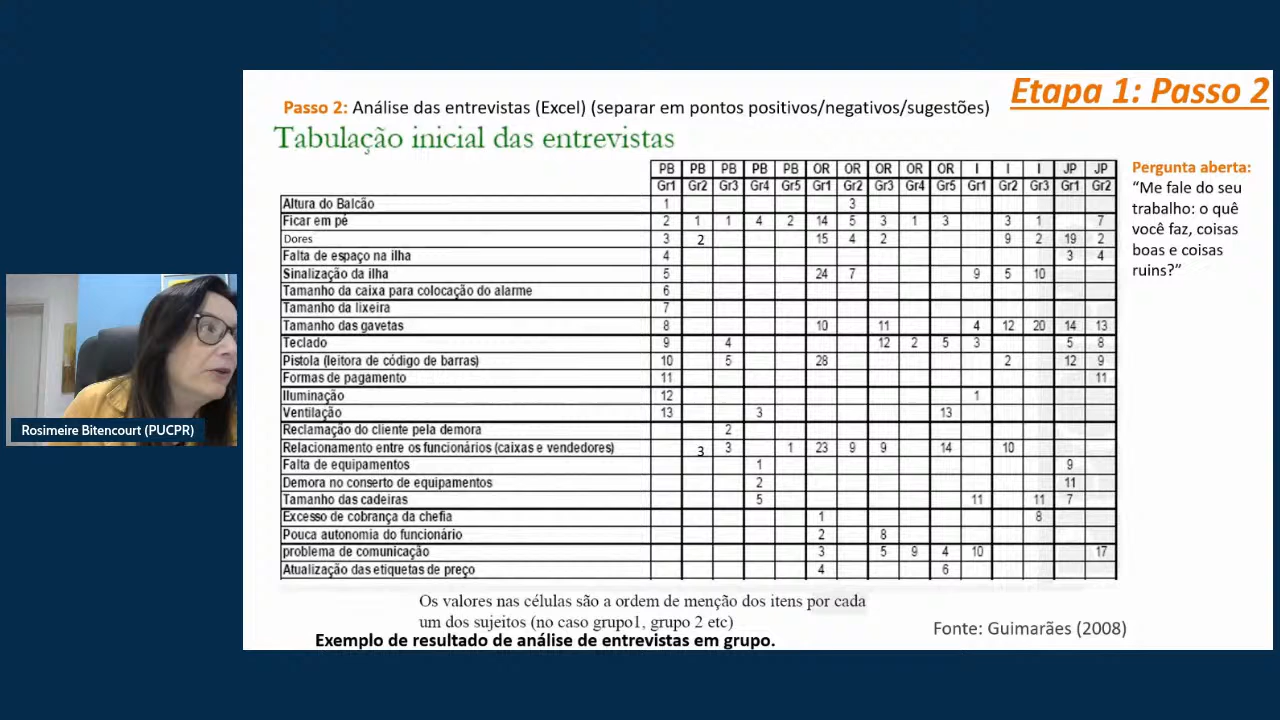 Etapa 1: Passo 2
Passo 2: Análise das entrevistas (Excel) (separar em pontos positivos/negativos/sugestões)
Tabulação inicial das entrevistas
PB PB PB PB PB OR OR OR OR OR I I I JP JP
Gr1 Gr2 Gr3 Gr4 Gr5 Gr1 Gr2 Gr3 Gr4 Gr5 Gr1 Gr2 Gr3 Gr1 Gr2
Altura do Balcão 1 3
Ficar em pé 2 1 1 4 2 14 5 3 1 3 3 1 7
Dores 3 2 15 4 2 9 2 19 2
Falta de espaço na ilha 4 3 4
Sinalização da ilha 5 24 7 9 5 10
Tamanho da caixa para colocação do alarme 6
Tamanho da lixeira 7
Tamanho das gavetas 8 10 11 4 12 20 14 13
Teclado 9 4 12 2 5 3 5 8
Pistola (leitora de código de barras) 10 5 28 2 12 9
Formas de pagamento 11 11
Iluminação 12 1
Ventilação 13 3 13
Reclamação do cliente pela demora 2
Relacionamento entre os funcionários (caixas e vendedores) 3 3 1 23 9 9 14 10
Falta de equipamentos 1 9
Demora no conserto de equipamentos 2 11
Tamanho das cadeiras 5 11 11 7
Excesso de cobrança da chefia 1 8
Pouca autonomia do funcionário 2 8
problema de comunicação 3 5 9 4 10 17
Atualização das etiquetas de preço 4 6
Pergunta aberta:
“Me fale do seu
trabalho: o quê
você faz, coisas
boas e coisas
ruins?”
Os valores nas células são a ordem de menção dos itens por cada
um dos sujeitos (no caso grupo1, grupo 2 etc)
Exemplo de resultado de análise de entrevistas em grupo.
Fonte: Guimarães (2008)
Rosimeire Bitencourt (PUCPR)